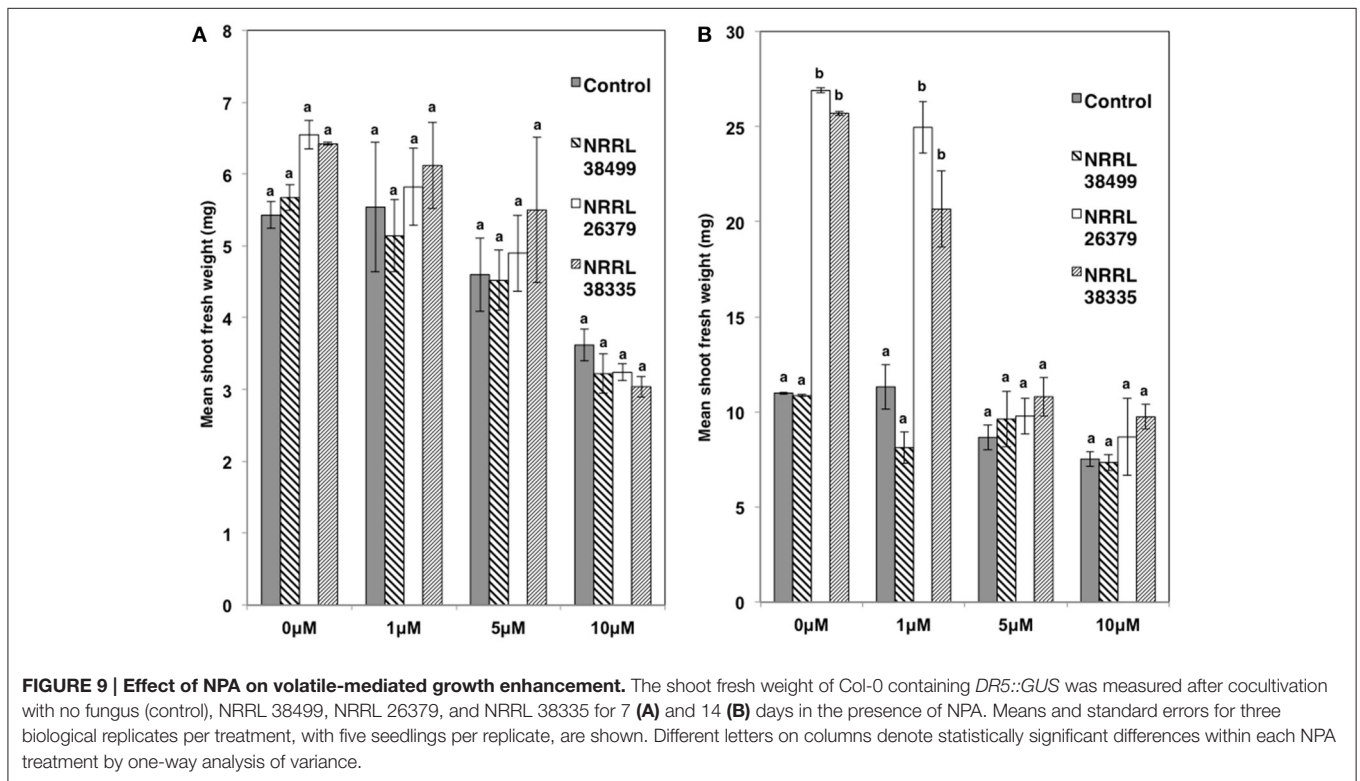 A
8
7
6
5
4
3
2
1
0
Mean shoot fresh weight (mg)
a a a a a a a a a a a a a a a a
Control
NRRL
38499
NRRL
26379
NRRL
38335
0µM 1µM 5µM 10µM
B
30
25
20
15
10
5
0
Mean shoot fresh weight (mg)
a a b b a a b b a a a a a a a a
Control
NRRL
38499
NRRL
26379
NRRL
38335
0µM 1µM 5µM 10µM
FIGURE 9 | Effect of NPA on volatile-mediated growth enhancement. The shoot fresh weight of Col-0 containing DR5::GUS was measured after cocultivation
with no fungus (control), NRRL 38499, NRRL 26379, and NRRL 38335 for 7 (A) and 14 (B) days in the presence of NPA. Means and standard errors for three
biological replicates per treatment, with five seedlings per replicate, are shown. Different letters on columns denote statistically significant differences within each NPA
treatment by one-way analysis of variance.